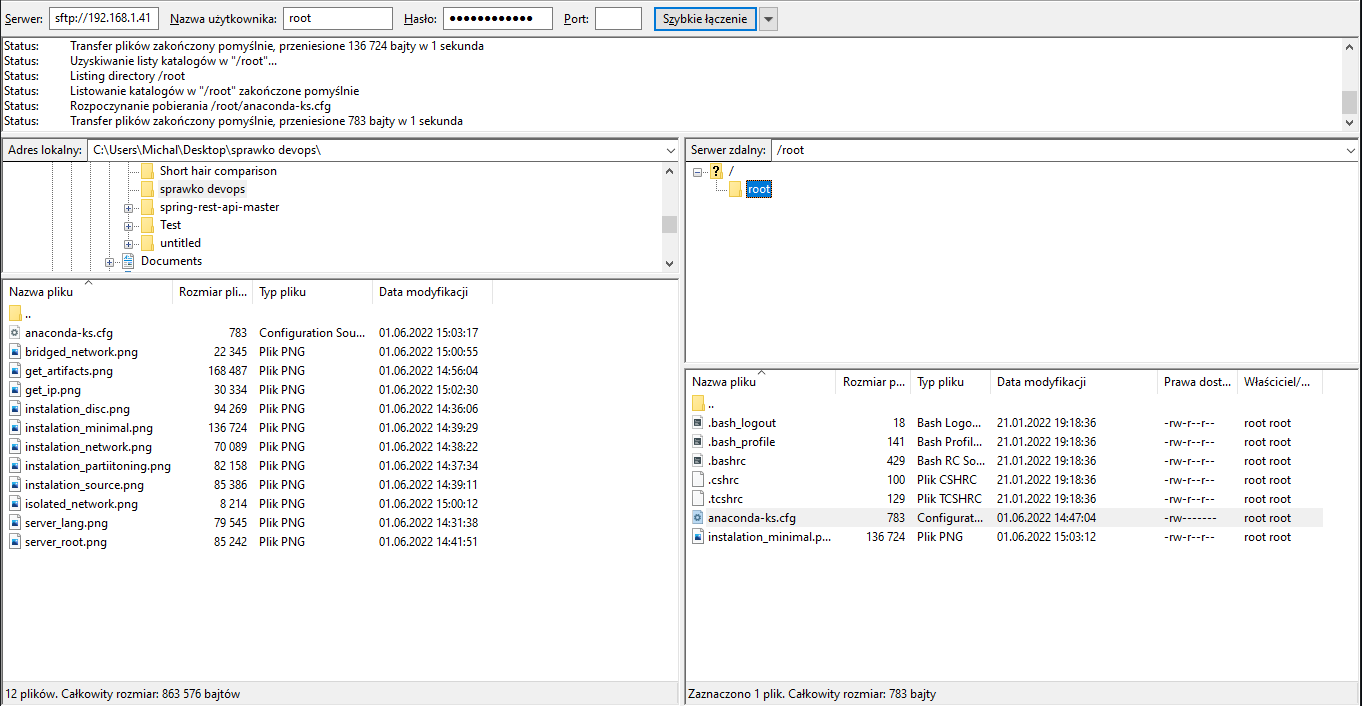 Serwer: sftp://192.168.1.41 Nazwa użytkownika: root Hasło: ●●●●●●●●●●●● Port: Szybkie łączenie
Status: Transfer plików zakończony pomyślnie, przeniesione 136 724 bajty w 1 sekunda
Status: Uzyskiwanie listy katalogów w "/root"...
Status: Listing directory /root
Status: Listowanie katalogów w "/root" zakończone pomyślnie
Status: Rozpoczynanie pobierania /root/anaconda-ks.cfg
Status: Transfer plików zakończony pomyślnie, przeniesione 783 bajty w 1 sekunda
Adres lokalny: C:\Users\Michal\Desktop\sprawko devops\
Short hair comparison
sprawko devops
spring-rest-api-master
Test
untitled
Documents
Nazwa pliku Rozmiar pli... Typ pliku Data modyfikacji
..
anaconda-ks.cfg 783 Configuration Sou... 01.06.2022 15:03:17
bridged_network.png 22 345 Plik PNG 01.06.2022 15:00:55
get_artifacts.png 168 487 Plik PNG 01.06.2022 14:56:04
get_ip.png 30 334 Plik PNG 01.06.2022 15:02:30
instalation_disc.png 94 269 Plik PNG 01.06.2022 14:36:06
instalation_minimal.png 136 724 Plik PNG 01.06.2022 14:39:29
instalation_network.png 70 089 Plik PNG 01.06.2022 14:38:22
instalation_partiitoning.png 82 158 Plik PNG 01.06.2022 14:37:34
instalation_source.png 85 386 Plik PNG 01.06.2022 14:39:11
isolated_network.png 8 214 Plik PNG 01.06.2022 15:00:12
server_lang.png 79 545 Plik PNG 01.06.2022 14:31:38
server_root.png 85 242 Plik PNG 01.06.2022 14:41:51
12 plików. Całkowity rozmiar: 863 576 bajtów
Serwer zdalny: /root
/
root
Nazwa pliku Rozmiar p... Typ pliku Data modyfikacji Prawa dost... Właściciel/...
..
.bash_logout 18 Bash Logo... 21.01.2022 19:18:36 -rw-r--r-- root root
.bash_profile 141 Bash Profil... 21.01.2022 19:18:36 -rw-r--r-- root root
.bashrc 429 Bash RC So... 21.01.2022 19:18:36 -rw-r--r-- root root
.cshrc 100 Plik CSHRC 21.01.2022 19:18:36 -rw-r--r-- root root
.tcshrc 129 Plik TCSHRC 21.01.2022 19:18:36 -rw-r--r-- root root
anaconda-ks.cfg 783 Configurat... 01.06.2022 14:47:04 -rw------- root root
instalation_minimal.p... 136 724 Plik PNG 01.06.2022 15:03:12 -rw-r--r-- root root
Zaznaczono 1 plik. Całkowity rozmiar: 783 bajty